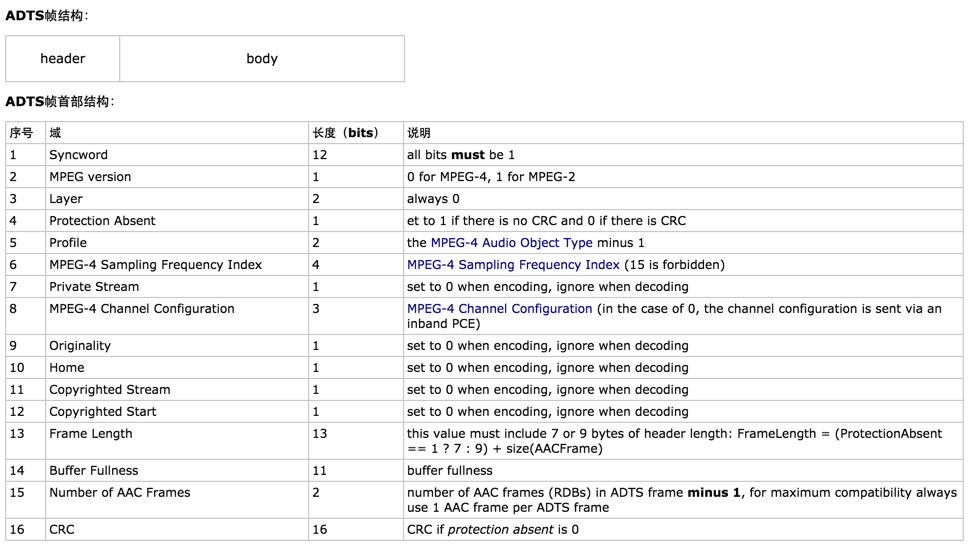 ADTS帧结构：
header body
ADTS帧首部结构：
序号 域 长度（bits） 说明
1 Syncword 12 all bits must be 1
2 MPEG version 1 0 for MPEG-4, 1 for MPEG-2
3 Layer 2 always 0
4 Protection Absent 1 et to 1 if there is no CRC and 0 if there is CRC
5 Profile 2 the MPEG-4 Audio Object Type minus 1
6 MPEG-4 Sampling Frequency Index 4 MPEG-4 Sampling Frequency Index (15 is forbidden)
7 Private Stream 1 set to 0 when encoding, ignore when decoding
8 MPEG-4 Channel Configuration 3 MPEG-4 Channel Configuration (in the case of 0, the channel configuration is sent via an
inband PCE)
9 Originality 1 set to 0 when encoding, ignore when decoding
10 Home 1 set to 0 when encoding, ignore when decoding
11 Copyrighted Stream 1 set to 0 when encoding, ignore when decoding
12 Copyrighted Start 1 set to 0 when encoding, ignore when decoding
13 Frame Length 13 this value must include 7 or 9 bytes of header length: FrameLength = (ProtectionAbsent
== 1 ? 7 : 9) + size(AACFrame)
14 Buffer Fullness 11 buffer fullness
15 Number of AAC Frames 2 number of AAC frames (RDBs) in ADTS frame minus 1, for maximum compatibility always
use 1 AAC frame per ADTS frame
16 CRC 16 CRC if protection absent is 0